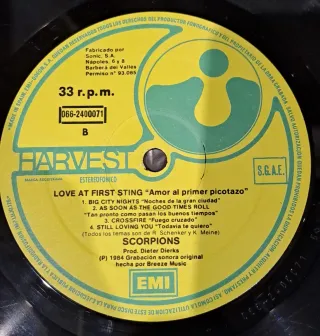 Fabricado por
Sonic, S.A.
Nápoles, 6 y 8
Barberá del Vallés
Permiso nº 93.065
33 r.p.m.
066-2400071
B
HARVEST
ESTEREOFONICO
S.G.A.E.
LOVE AT FIRST STING "Amor al primer picotazo"
1. BIG CITY NIGHTS "Noches de la gran ciudad"
2. AS SOON AS THE GOOD TIMES ROLL
"Tan pronto como pasan los buenos tiempos"
3. CROSSFIRE "Fuego cruzado"
4. STILL LOVING YOU "Todavía te quiero"
(Todos los temas son de R. Schenker y K. Meine)
SCORPIONS
Prod. Dieter Dierks
(P) 1984 Grabación sonora original
hecha por Breeze Music
EMI